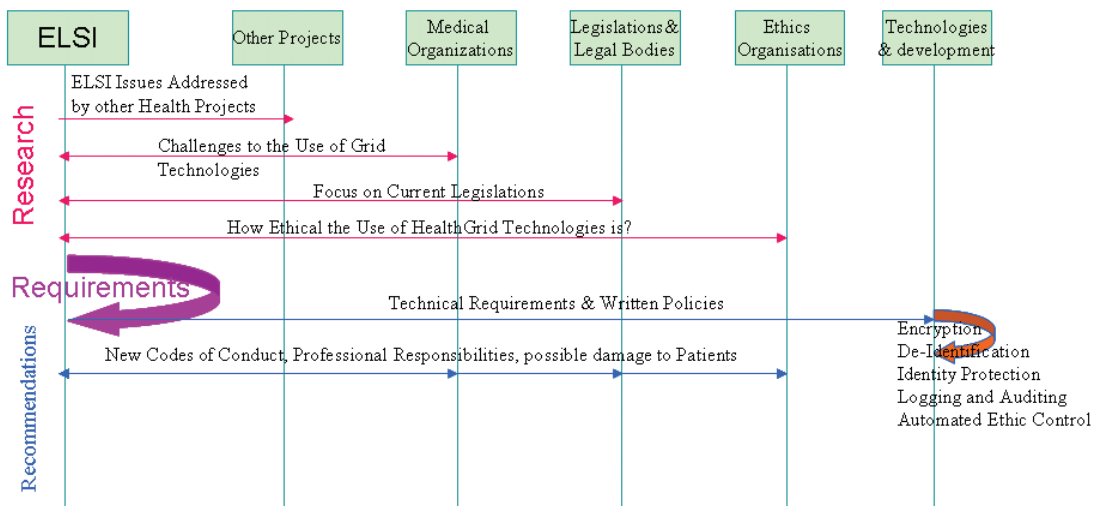 ELSI
Other Projects
Medical
Organizations
Legislations &
Legal Bodies
Ethics
Organisations
Technologies
& development
Research
ELSI Issues Addressed
by other Health Projects
Challenges to the Use of Grid
Technologies
Focus on Current Legislations
How Ethical the Use of HealthGrid Technologies is?
Requirements
Technical Requirements & Written Policies
Recommendations
New Codes of Conduct, Professional Responsibilities, possible damage to Patients
Encryption
De-Identification
Identity Protection
Logging and Auditing
Automated Ethic Control